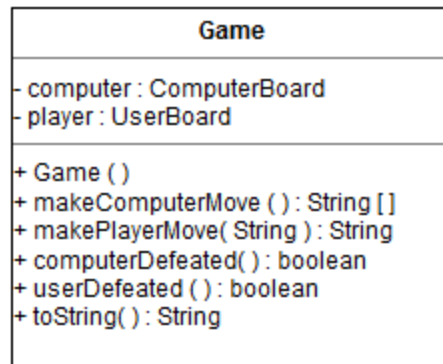 Game
- computer : ComputerBoard
- player : UserBoard
+ Game ( )
+ makeComputerMove ( ) : String [ ]
+ makePlayerMove( String ) : String
+ computerDefeated( ) : boolean
+ userDefeated ( ) : boolean
+ toString( ) : String